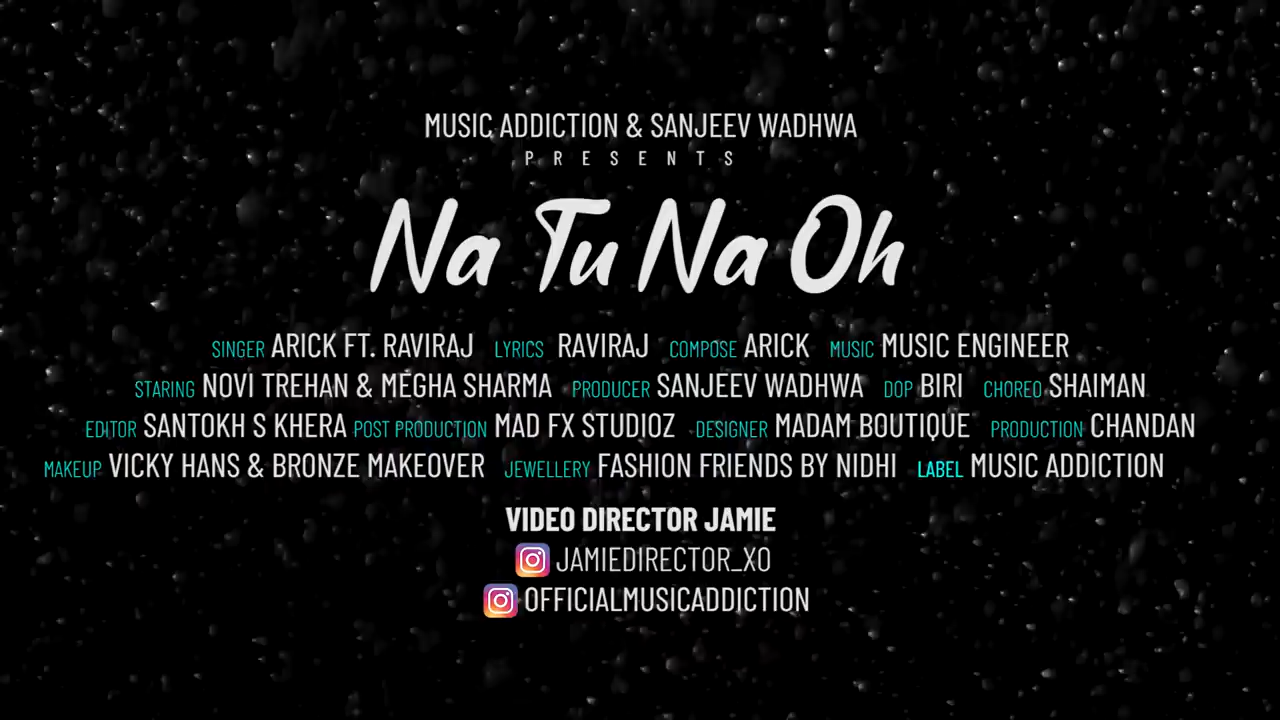 MUSIC ADDICTION & SANJEEV WADHWA
PRESENTS
Na Tu Na Oh
SINGER ARICK FT. RAVIRAJ LYRICS RAVIRAJ COMPOSE ARICK MUSIC MUSIC ENGINEER
STARING NOVI TREHAN & MEGHA SHARMA PRODUCER SANJEEV WADHWA DOP BIRI CHOREO SHAIMAN
EDITOR SANTOKH S KHERA POST PRODUCTION MAD FX STUDIOZ DESIGNER MADAM BOUTIQUE PRODUCTION CHANDAN
MAKEUP VICKY HANS & BRONZE MAKEOVER JEWELLERY FASHION FRIENDS BY NIDHI LABEL MUSIC ADDICTION
VIDEO DIRECTOR JAMIE
JAMIEDIRECTOR_XO
OFFICIALMUSICADDICTION